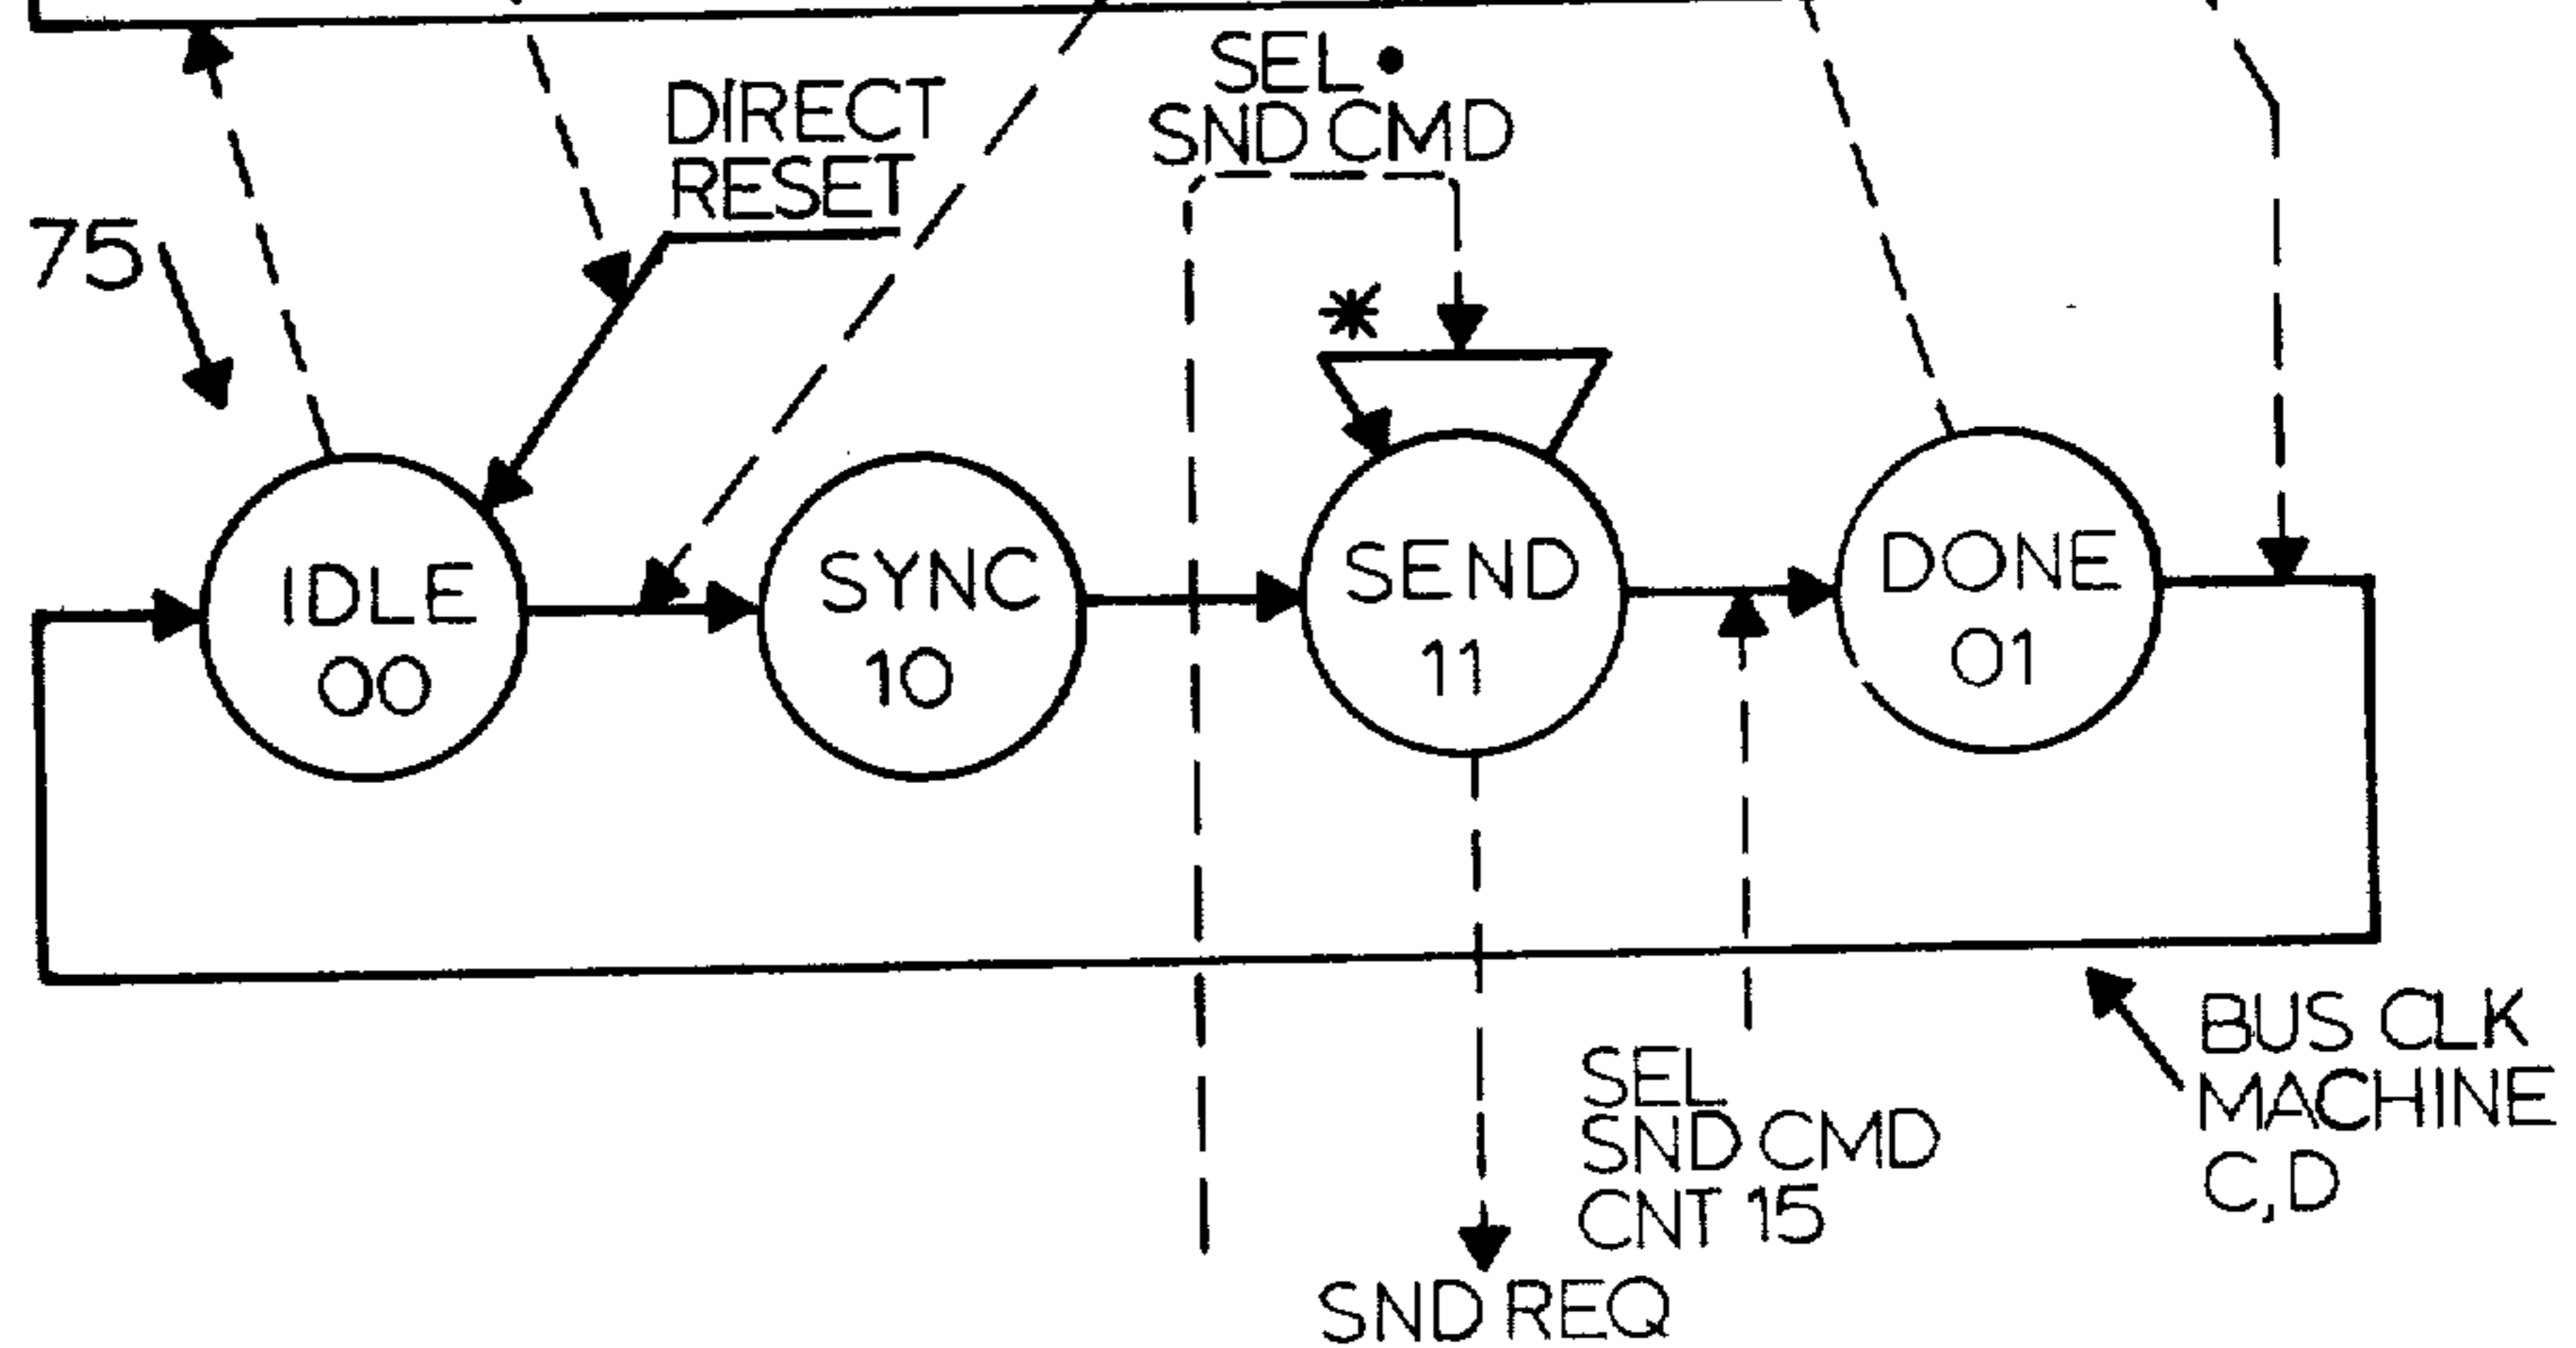 SEL •
SND CMD
DIRECT
RESET
75
*
IDLE
00
SYNC
10
SEND
11
DONE
01
BUS CLK
MACHINE
C,D
SEL
SND CMD
CNT 15
SND REQ